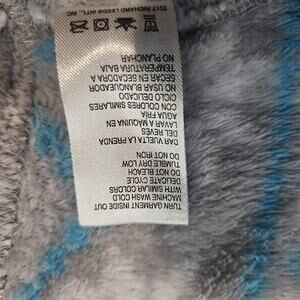 TURN GARMENT INSIDE OUT
MACHINE WASH COLD
WITH SIMILAR COLORS
DELICATE CYCLE
DO NOT BLEACH
TUMBLE DRY LOW
DO NOT IRON
DAR VUELTA LA PRENDA
DEL REVES
LAVAR A MAQUINA EN
AGUA FRIA
CON COLORES SIMILARES
CICLO DELICADO
NO USAR BLANQUEADOR
SECAR EN SECADORA A
TEMPERATURA BAJA
NO PLANCHAR
2017 RICHARD LEEDS INT'L, INC